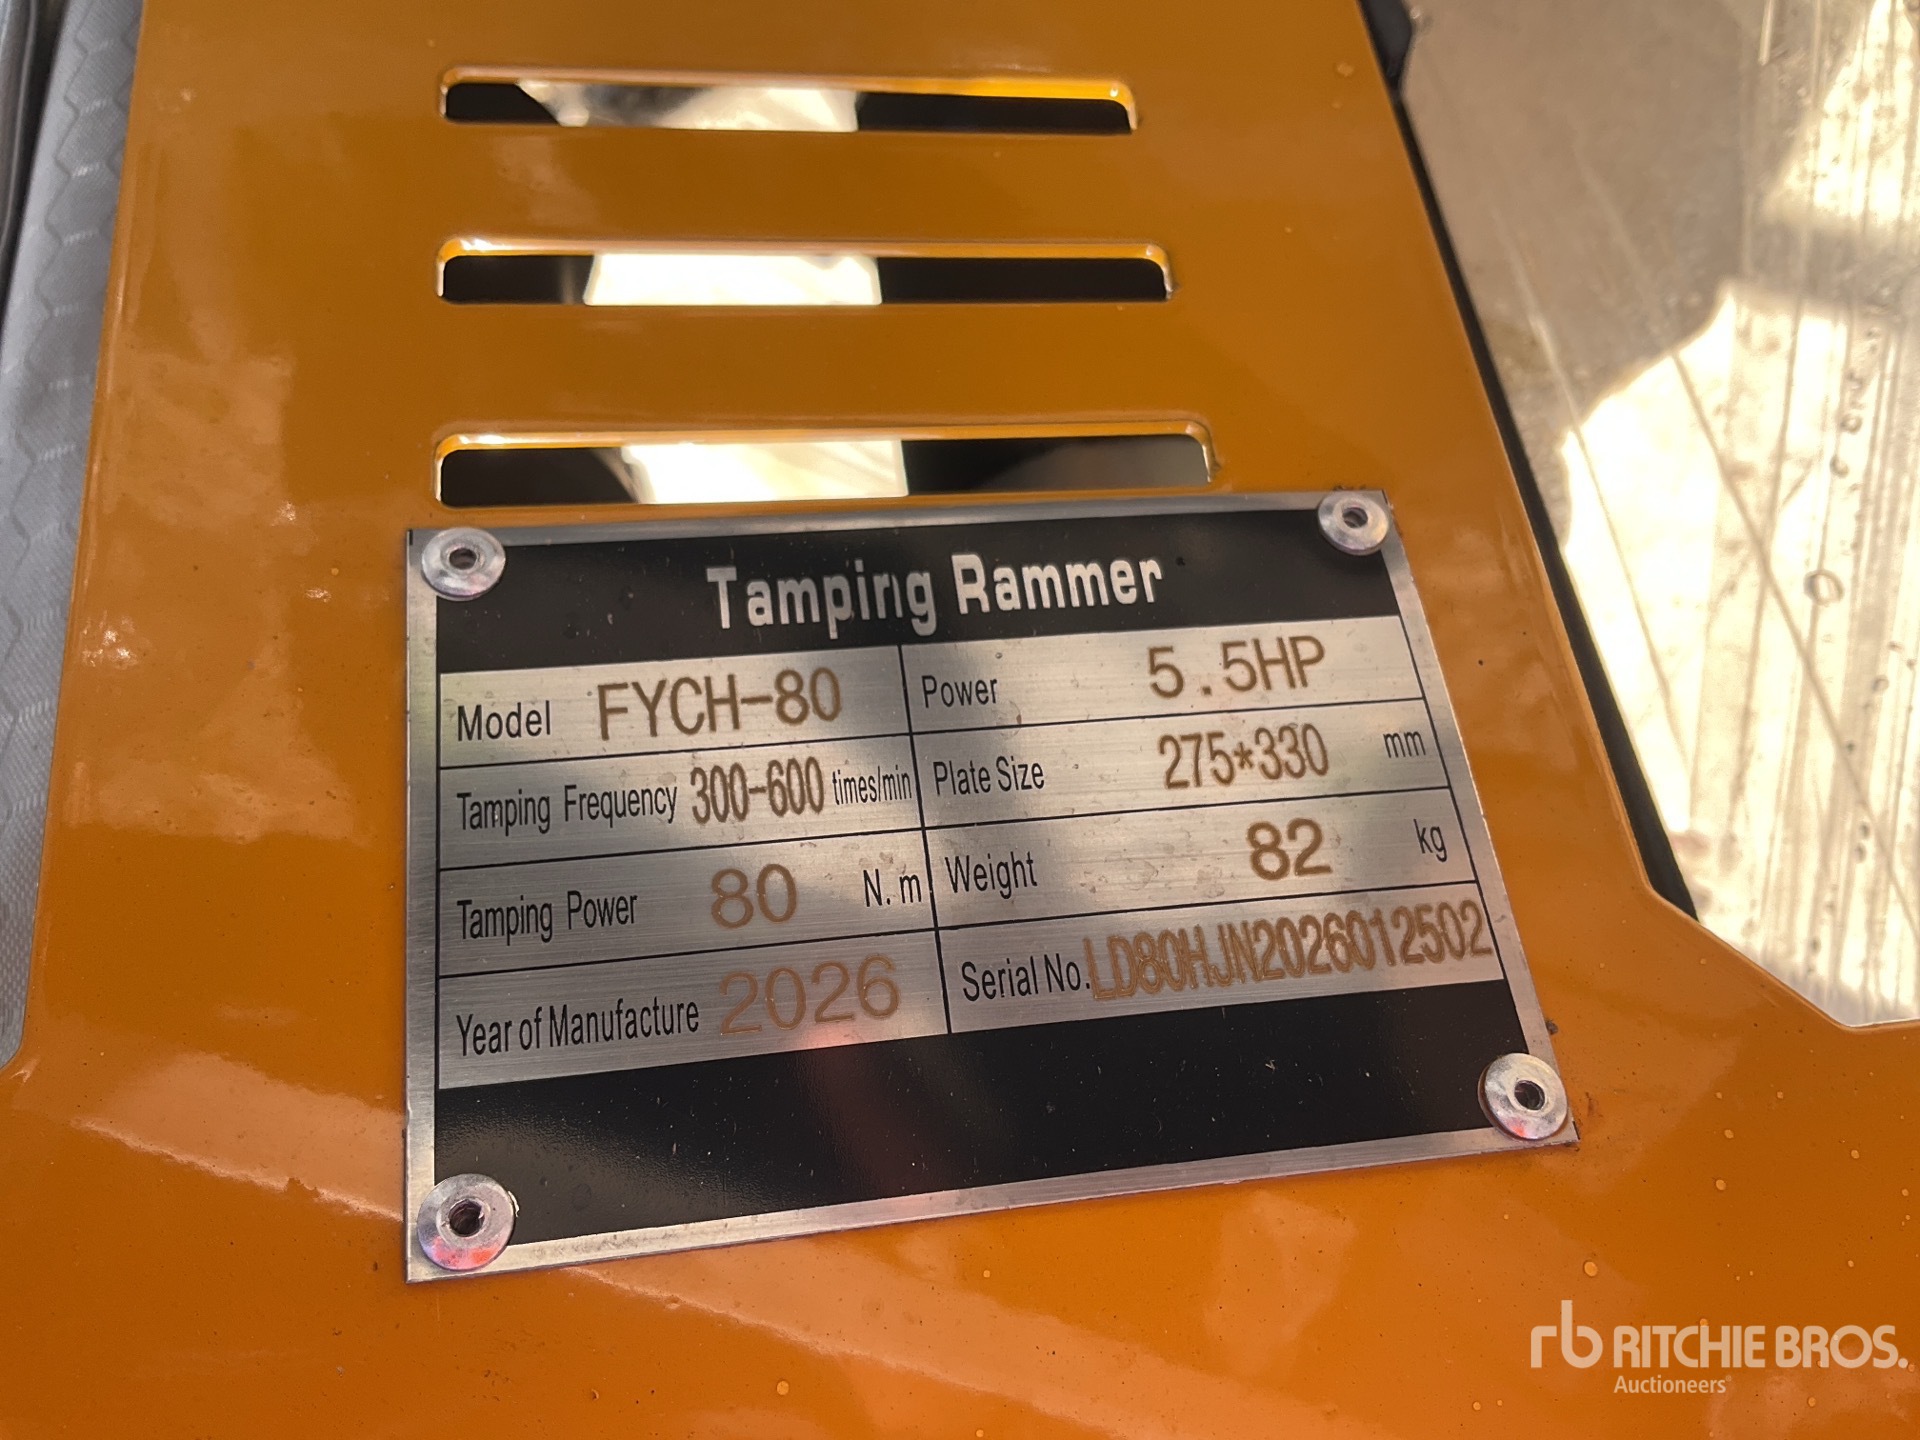 Tamping Rammer
Model FYCH-80 Power 5.5HP
Tamping Frequency 300-600 times/min Plate Size 275*330 mm
Tamping Power 80 N.m Weight 82 kg
Year of Manufacture 2026 Serial No. LD80HJN2026012502
rb RITCHIE BROS.
Auctioneers